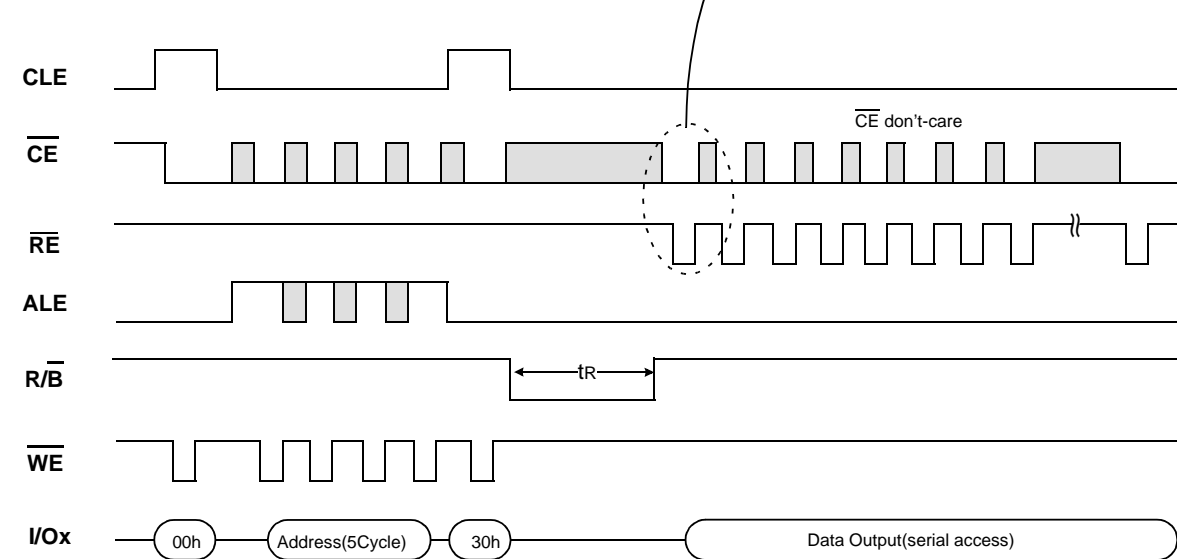 CLE
CE
CE don't-care
RE
ALE
R/B
tR
WE
I/Ox
00h
Address(5Cycle)
30h
Data Output(serial access)